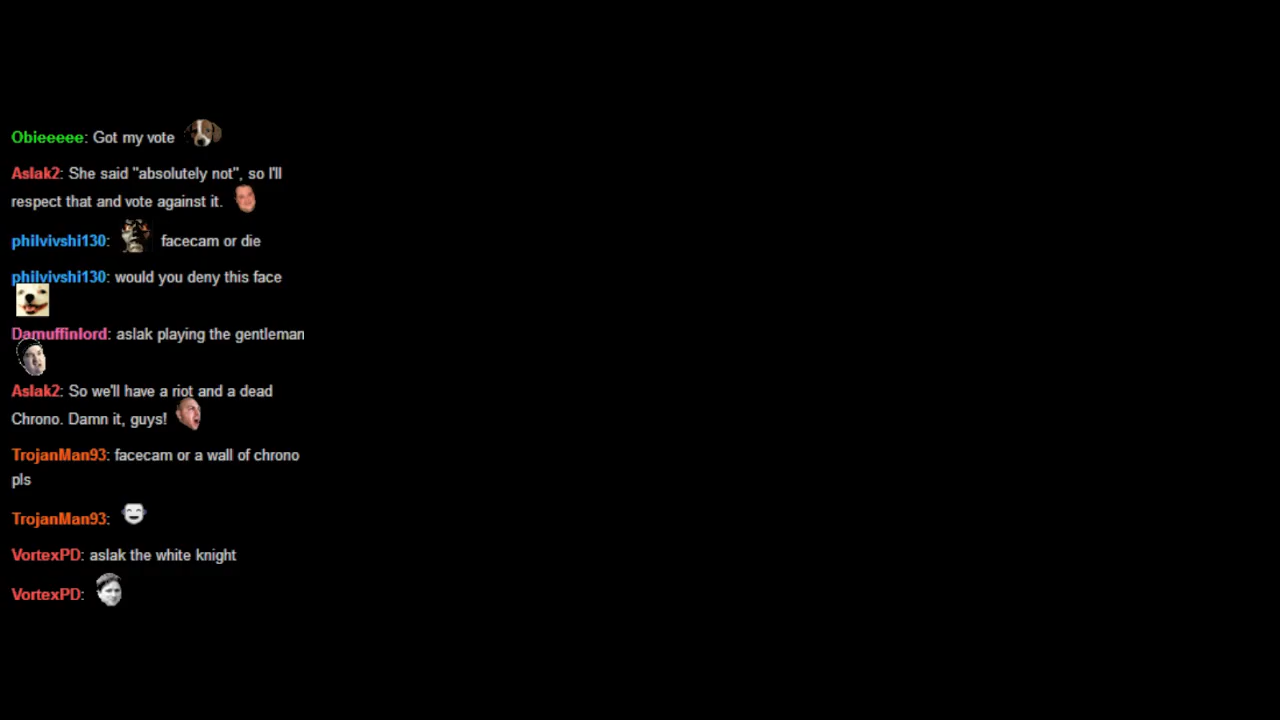 Obieeeee: Got my vote
Aslak2: She said "absolutely not", so I'll
respect that and vote against it.
philvivshi130: facecam or die
philvivshi130: would you deny this face
Damuffinlord: aslak playing the gentleman
Aslak2: So we'll have a riot and a dead
Chrono. Damn it, guys!
TrojanMan93: facecam or a wall of chrono
pls
TrojanMan93:
VortexPD: aslak the white knight
VortexPD: